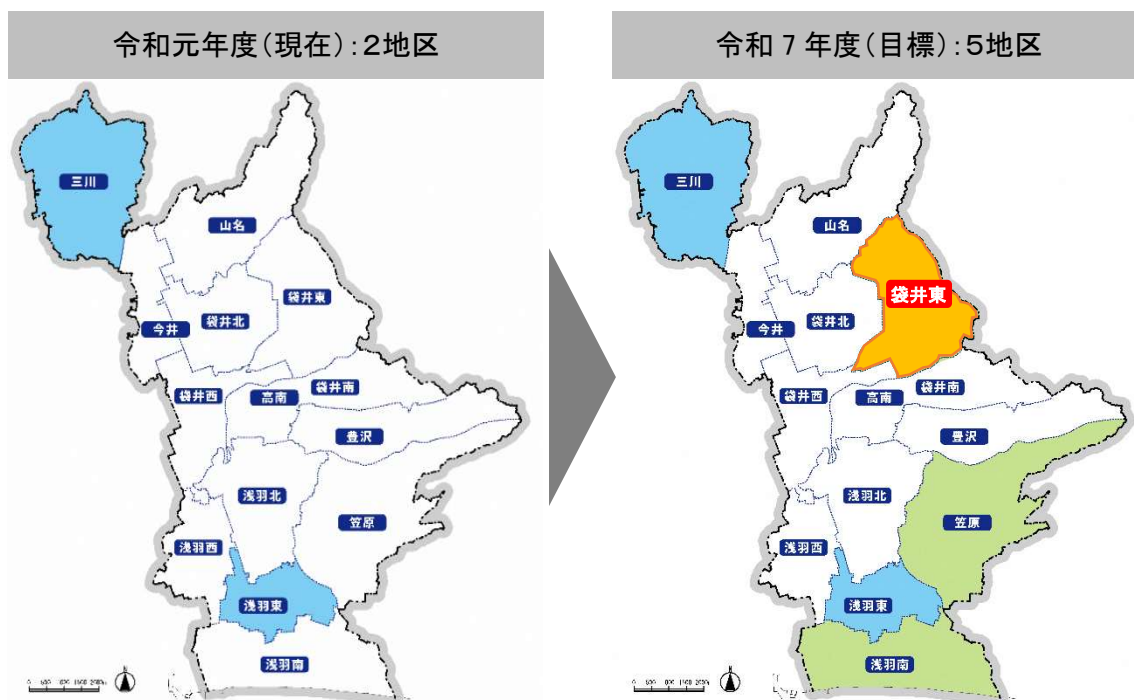 令和元年度(現在):2地区
三川
山名
袋井東
袋井北
今井
袋井南
袋井西
高南
豊沢
浅羽北
笠原
浅羽西
浅羽東
浅羽南
N
令和7年度(目標):5地区
三川
山名
袋井東
袋井北
今井
袋井南
袋井西
高南
豊沢
浅羽北
笠原
浅羽西
浅羽東
浅羽南
N